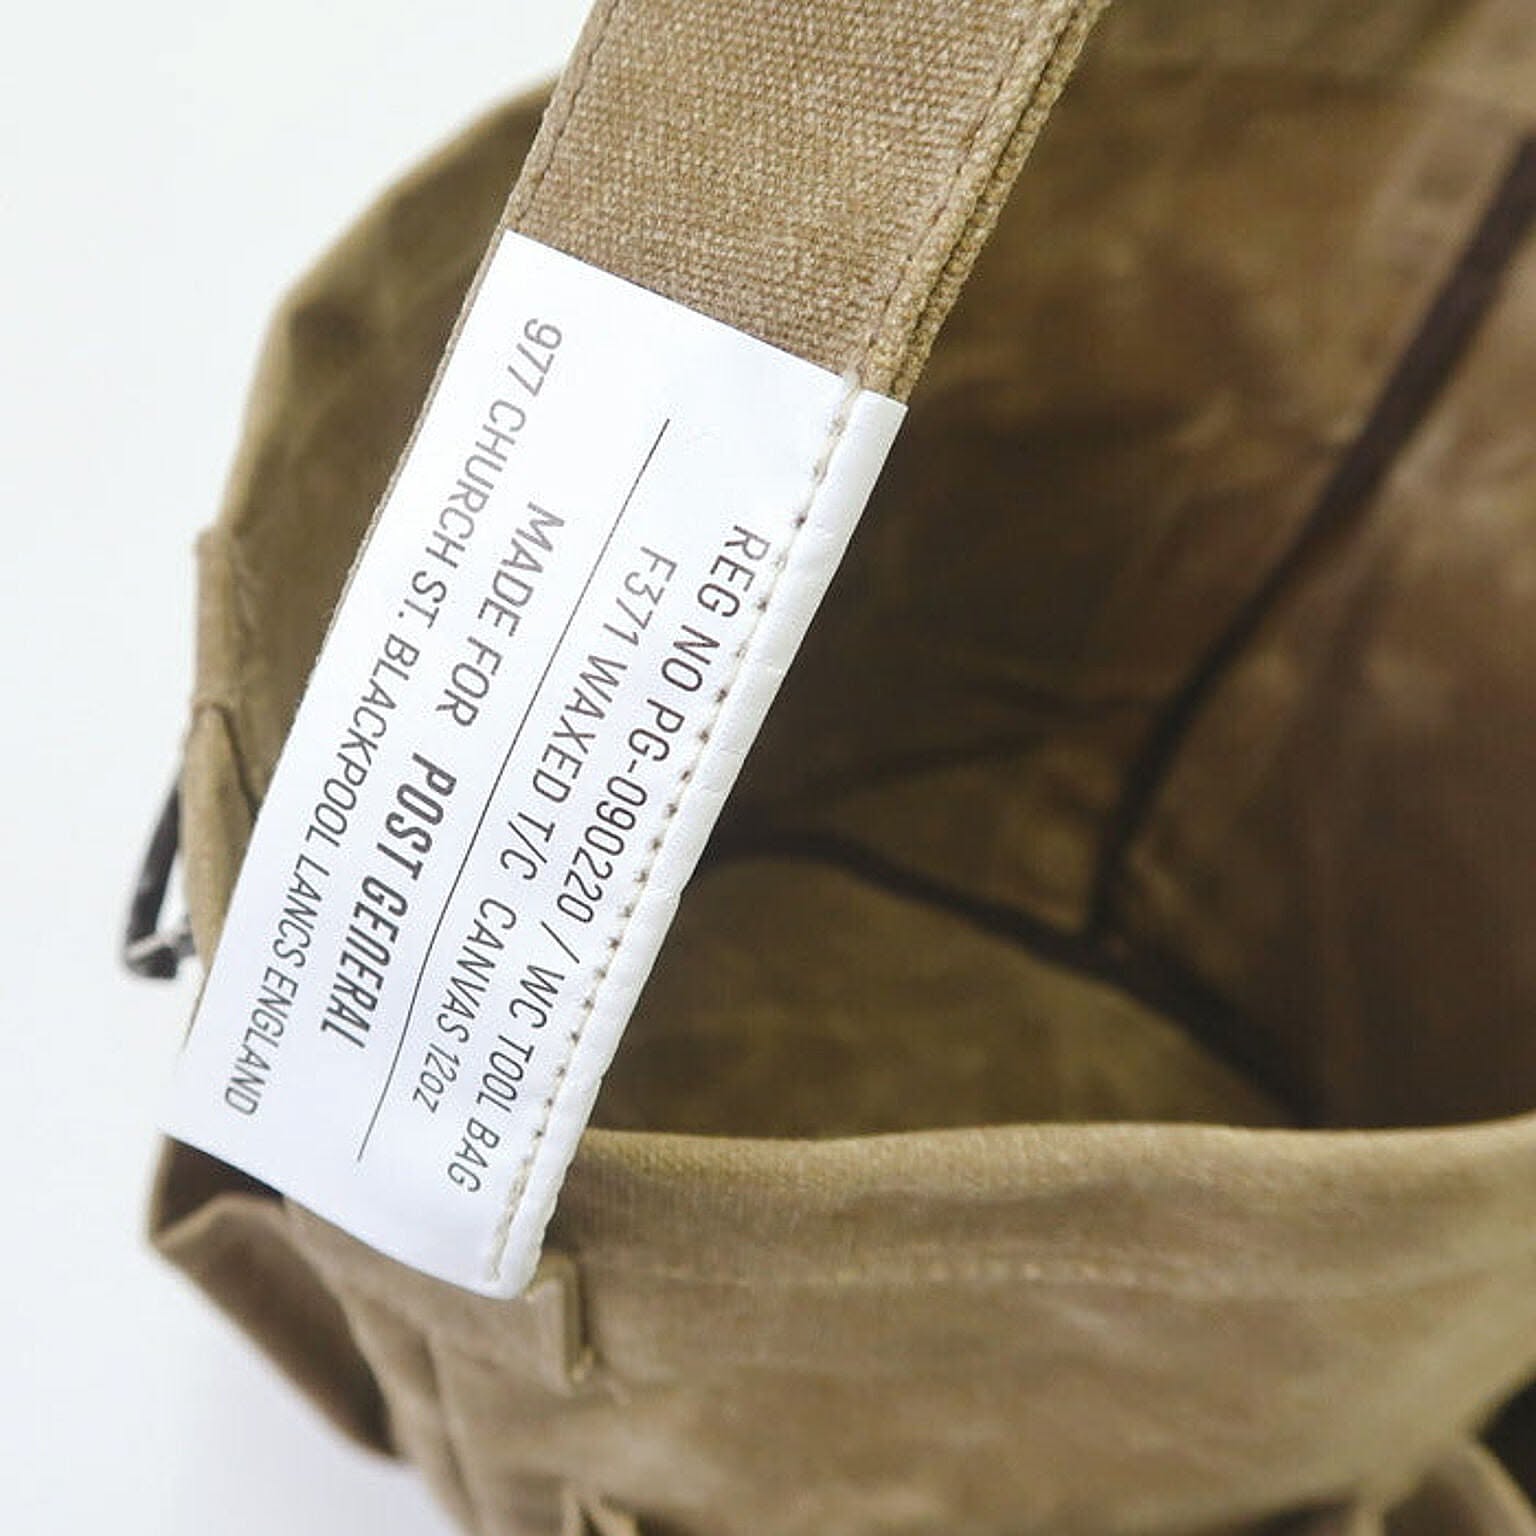 REG NO PG-090220 / WC TOOL BAG
F371 WAXED T/C CANVAS 12OZ
MADE FOR POST GENERAL
977 CHURCH ST. BLACKPOOL LANCS ENGLAND